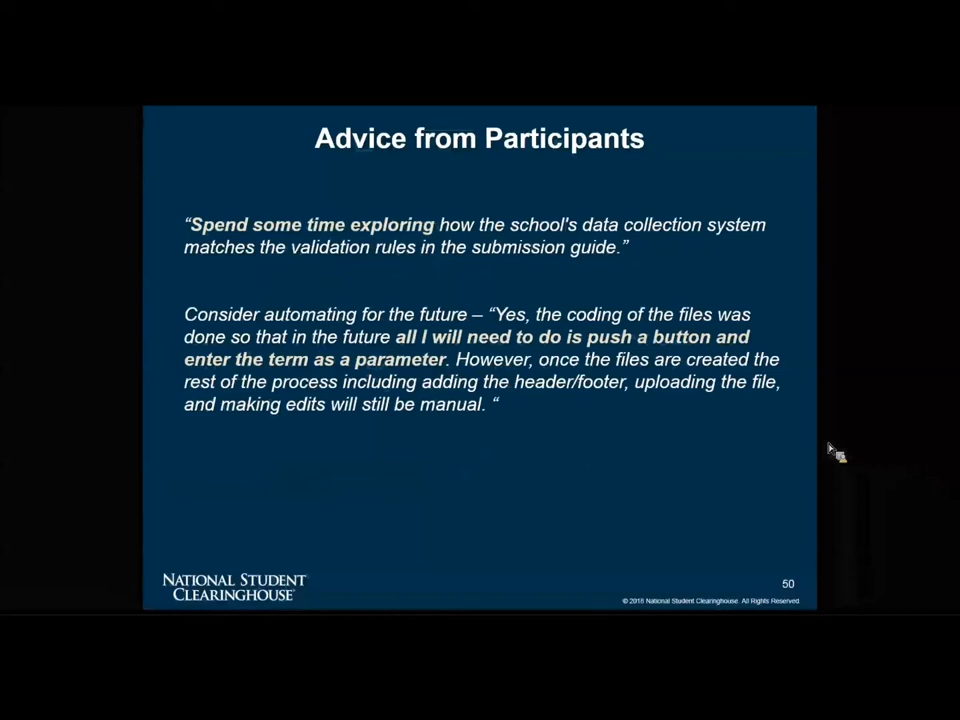 Advice from Participants
“Spend some time exploring how the school's data collection system
matches the validation rules in the submission guide.”
Consider automating for the future – “Yes, the coding of the files was
done so that in the future all I will need to do is push a button and
enter the term as a parameter. However, once the files are created the
rest of the process including adding the header/footer, uploading the file,
and making edits will still be manual. “
NATIONAL STUDENT
CLEARINGHOUSE
50
© 2018 National Student Clearinghouse. All Rights Reserved.